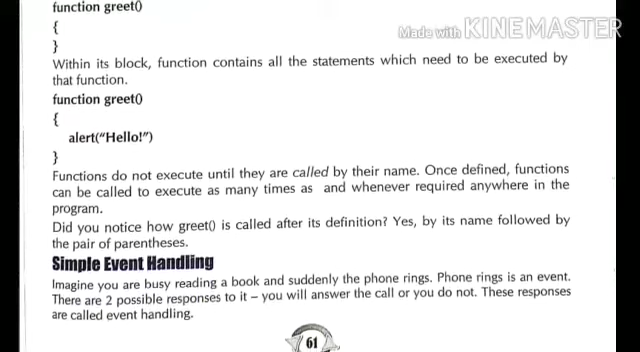 function greet()
{
}
Within its block, function contains all the statements which need to be executed by
that function.
function greet()
{
alert("Hello!")
}
Functions do not execute until they are called by their name. Once defined, functions
can be called to execute as many times as and whenever required anywhere in the
program.
Did you notice how greet() is called after its definition? Yes, by its name followed by
the pair of parentheses.
Simple Event Handling
Imagine you are busy reading a book and suddenly the phone rings. Phone rings is an event.
There are 2 possible responses to it – you will answer the call or you do not. These responses
are called event handling.
61
Made with KINEMASTER